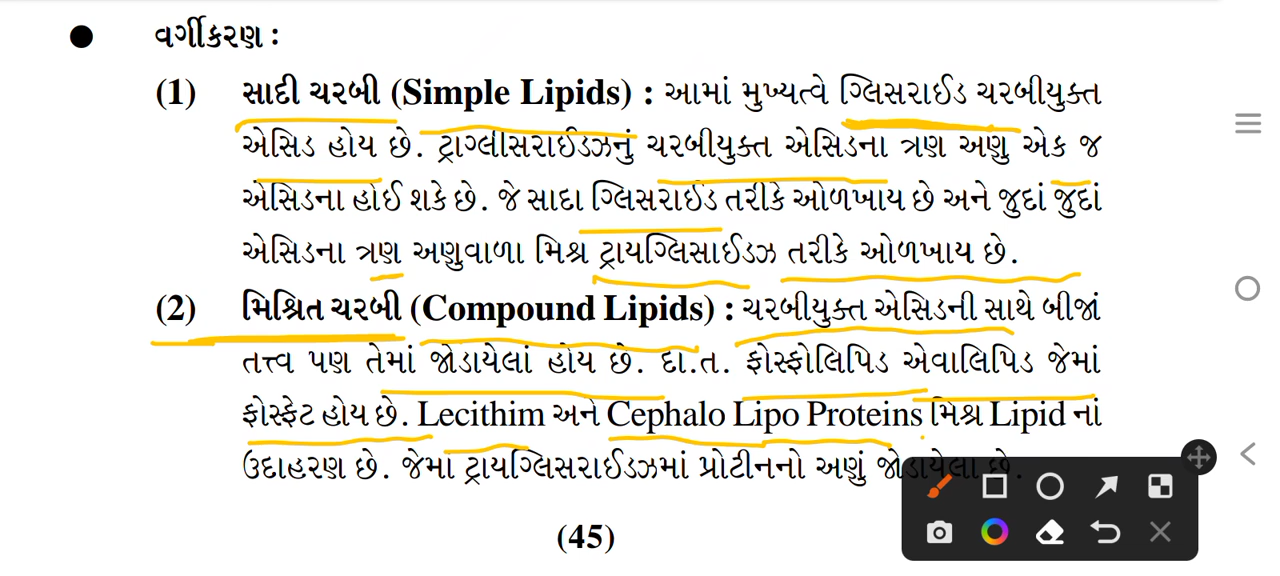 ● વર્ગીકરણ :
(1) સાદી ચરબી (Simple Lipids) : આમાં મુખ્યત્વે ગ્લિસરાઈડ ચરબીયુક્ત
એસિડ હોય છે. ટ્રાગ્લીસરાઈડઝનું ચરબીયુક્ત એસિડના ત્રણ અણુ એક જ
એસિડના હોઈ શકે છે. જે સાદા ગ્લિસરાઈડ તરીકે ઓળખાય છે અને જુદાં જુદાં
એસિડના ત્રણ અણુવાળા મિશ્ર ટ્રાયગ્લિસાઈડઝ તરીકે ઓળખાય છે.
(2) મિશ્રિત ચરબી (Compound Lipids) : ચરબીયુક્ત એસિડની સાથે બીજાં
તત્ત્વ પણ તેમાં જોડાયેલાં હોય છે. દા.ત. ફોસ્ફોલિપિડ એવાલિપિડ જેમાં
ફોસ્ફેટ હોય છે. Lecithim અને Cephalo Lipo Proteins મિશ્ર Lipid નાં
ઉદાહરણ છે. જેમા ટ્રાયગ્લિસરાઈડઝમાં પ્રોટીનનો અણું જોડાયેલા છે.
(45)